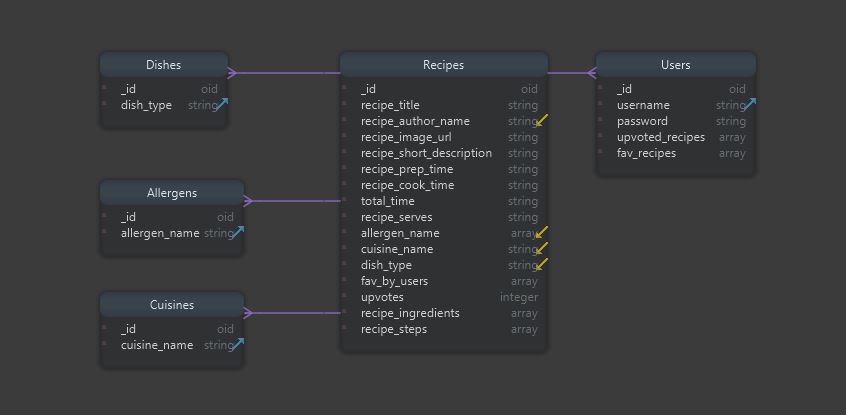 Dishes
_id oid
dish_type string
Allergens
_id oid
allergen_name string
Cuisines
_id oid
cuisine_name string
Recipes
_id oid
recipe_title string
recipe_author_name string
recipe_image_url string
recipe_short_description string
recipe_prep_time string
recipe_cook_time string
total_time string
recipe_serves string
allergen_name array
cuisine_name string
dish_type string
fav_by_users array
upvotes integer
recipe_ingredients array
recipe_steps array
Users
_id oid
username string
password string
upvoted_recipes array
fav_recipes array